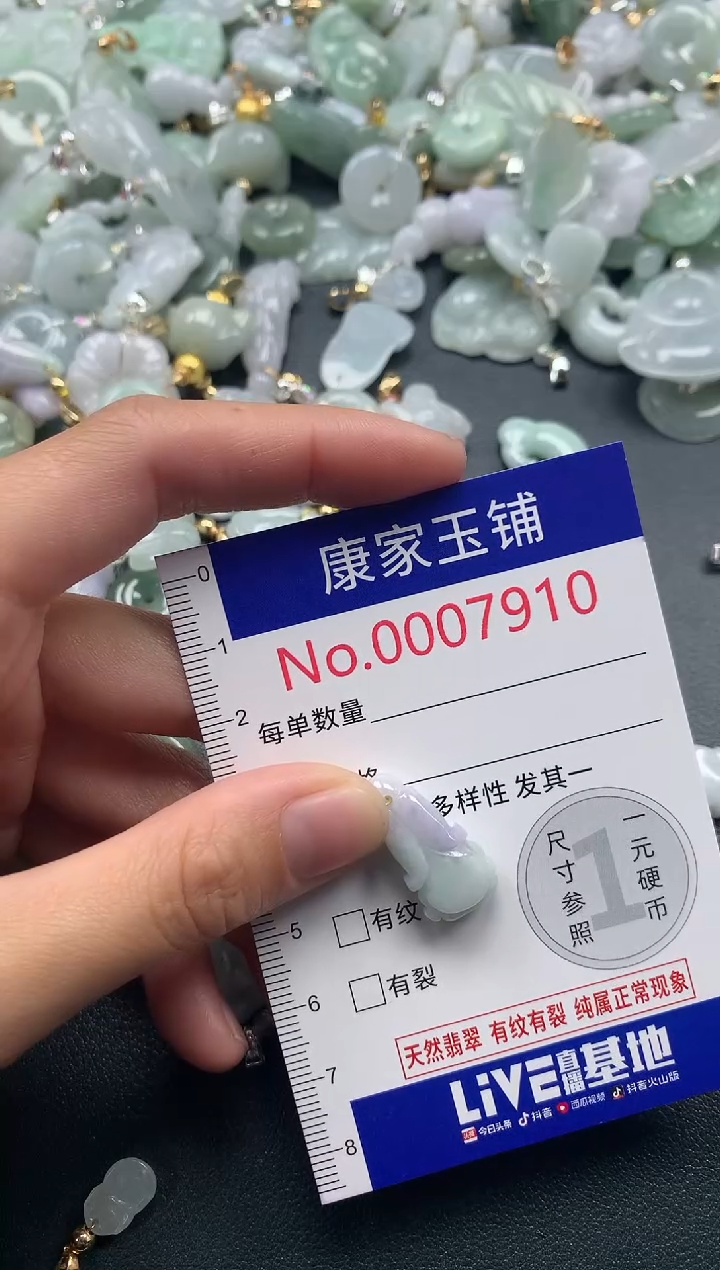 康家玉铺
No.0007910
0
1
2
每单数量
格
多样性 发其一
尺寸参照
1
一元硬币
5
有纹
6
有裂
天然翡翠 有纹有裂 纯属正常现象
7
LiVE直播基地
今日头条 抖音 西瓜视频 抖音火山版
8